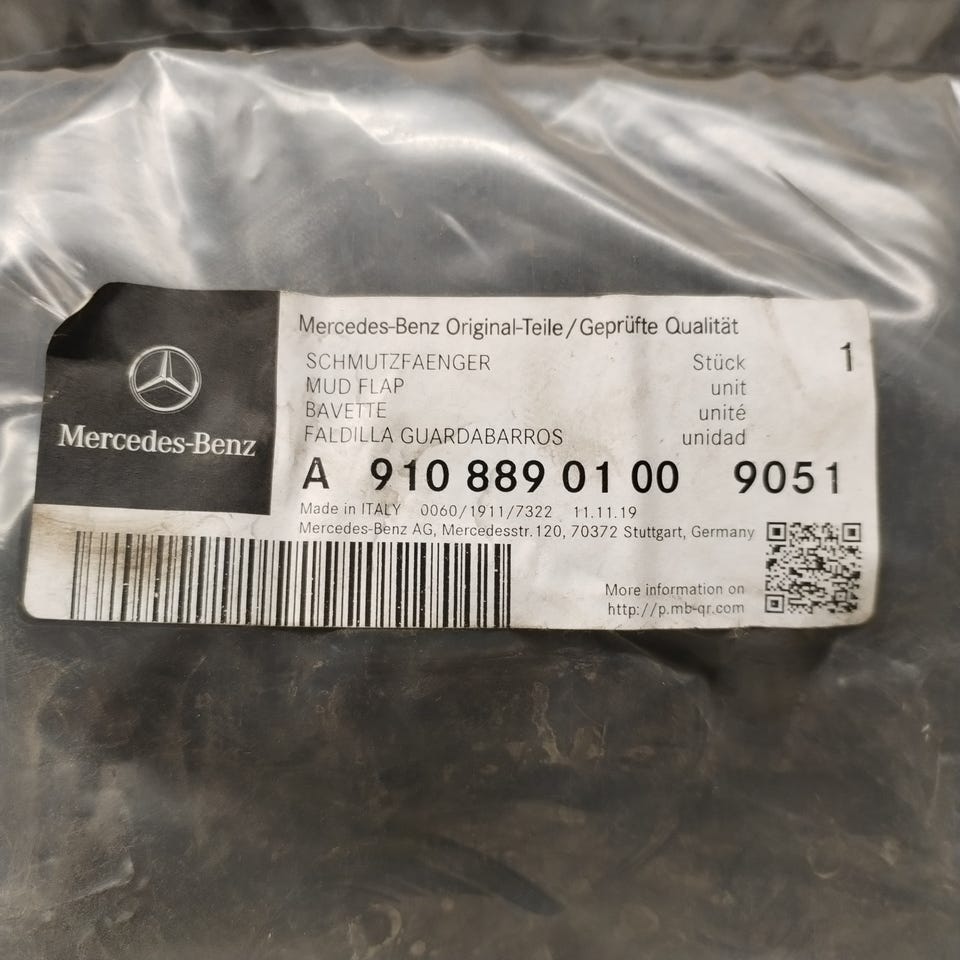 Mercedes-Benz
Mercedes-Benz Original-Teile/Geprüfte Qualität
1
SCHMUTZFAENGER Stück
MUD FLAP unit
BAVETTE unité
FALDILLA GUARDABARROS unidad
A 910 889 01 00 9051
Made in ITALY 0060/1911/7322 11.11.19
Mercedes-Benz AG, Mercedesstr.120, 70372 Stuttgart, Germany
More information on
http://p.mb-qr.com